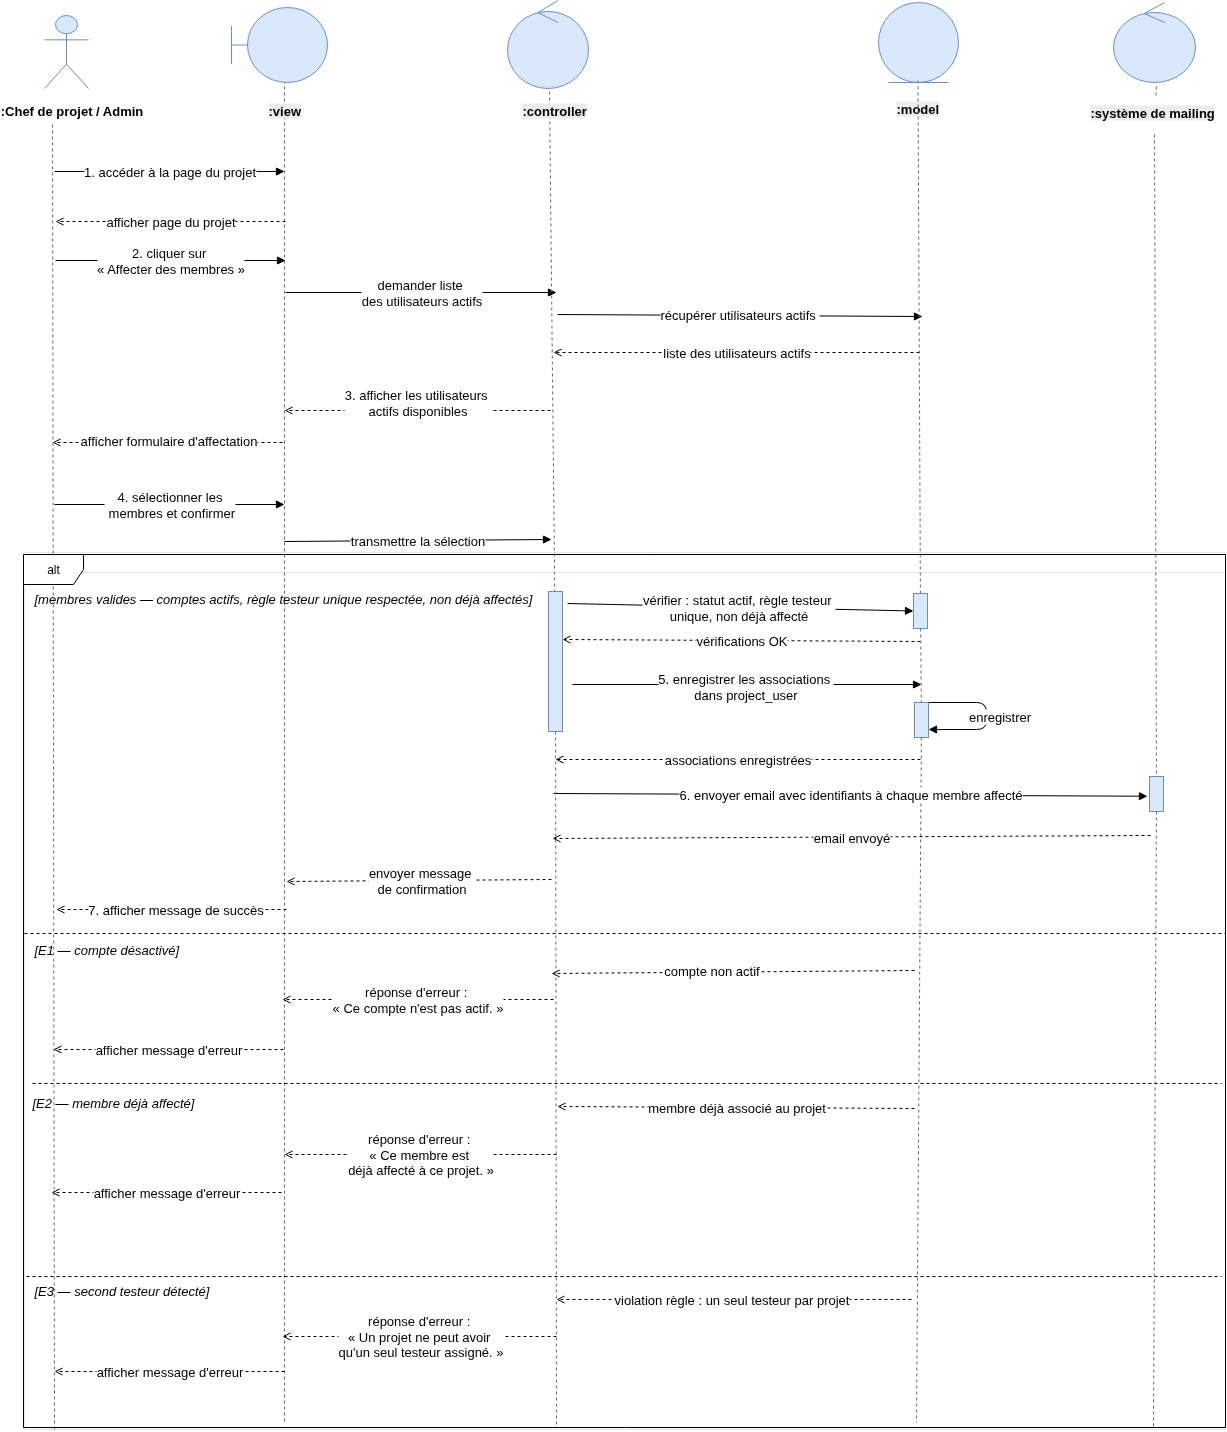 :Chef de projet / Admin
:view
:controller
:model
:système de mailing
1. accéder à la page du projet
afficher page du projet
2. cliquer sur
« Affecter des membres »
demander liste
des utilisateurs actifs
récupérer utilisateurs actifs
liste des utilisateurs actifs
3. afficher les utilisateurs
actifs disponibles
afficher formulaire d'affectation
4. sélectionner les
membres et confirmer
transmettre la sélection
alt
[membres valides — comptes actifs, règle testeur unique respectée, non déjà affectés]
vérifier : statut actif, règle testeur
unique, non déjà affecté
vérifications OK
5. enregistrer les associations
dans project_user
enregistrer
associations enregistrées
6. envoyer email avec identifiants à chaque membre affecté
email envoyé
envoyer message
de confirmation
7. afficher message de succès
[E1 — compte désactivé]
compte non actif
réponse d'erreur :
« Ce compte n'est pas actif. »
afficher message d'erreur
[E2 — membre déjà affecté]
membre déjà associé au projet
réponse d'erreur :
« Ce membre est
déjà affecté à ce projet. »
afficher message d'erreur
[E3 — second testeur détecté]
violation règle : un seul testeur par projet
réponse d'erreur :
« Un projet ne peut avoir
qu'un seul testeur assigné. »
afficher message d'erreur